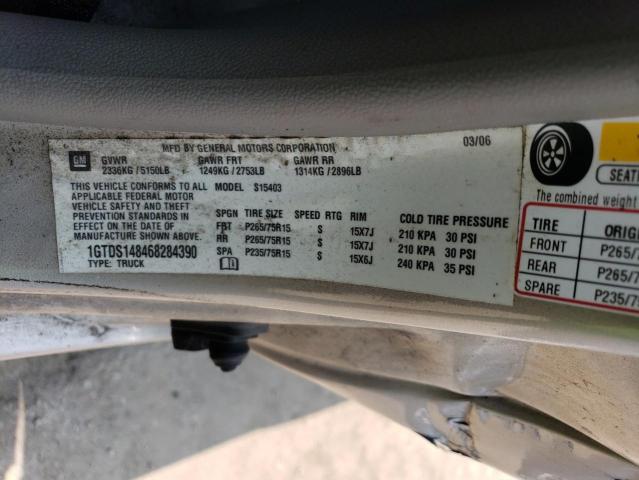 MFD BY GENERAL MOTORS CORPORATION 03/06
GM GVWR GAWR FRT GAWR RR
2336KG / 5150LB 1249KG / 2753LB 1314KG / 2896LB
THIS VEHICLE CONFORMS TO ALL MODEL S15403
APPLICABLE FEDERAL MOTOR
VEHICLE SAFETY AND THEFT
PREVENTION STANDARDS IN
EFFECT ON THE DATE OF
MANUFACTURE SHOWN ABOVE.
1GTDS148468284390
TYPE: TRUCK
SPGN TIRE SIZE SPEED RTG RIM COLD TIRE PRESSURE
FRT P265/75R15 S 15X7J 210 KPA 30 PSI
RR P265/75R15 S 15X7J 210 KPA 30 PSI
SPA P235/75R15 S 15X6J 240 KPA 35 PSI
SEATI
The combined weight
TIRE ORIGI
FRONT P265/7
REAR P265/7
SPARE P235/75